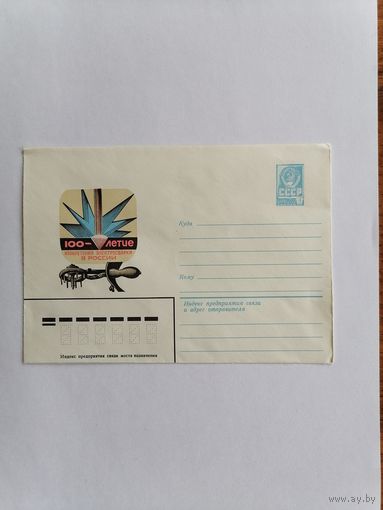 СССР
100-летие
изобретения электросварки
в России
Куда
Кому
Индекс предприятия связи
и адрес отправителя
Индекс предприятия связи места назначения
www.ay.by